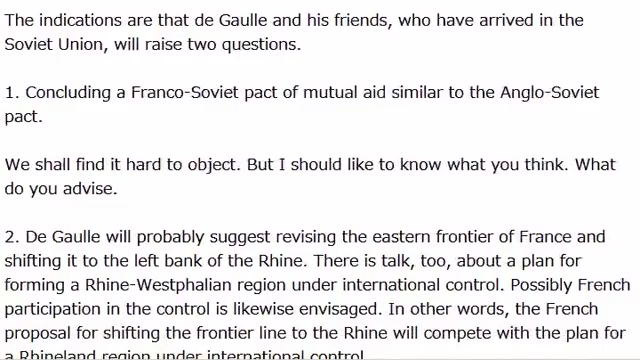 The indications are that de Gaulle and his friends, who have arrived in the
Soviet Union, will raise two questions.
1. Concluding a Franco-Soviet pact of mutual aid similar to the Anglo-Soviet
pact.
We shall find it hard to object. But I should like to know what you think. What
do you advise.
2. De Gaulle will probably suggest revising the eastern frontier of France and
shifting it to the left bank of the Rhine. There is talk, too, about a plan for
forming a Rhine-Westphalian region under international control. Possibly French
participation in the control is likewise envisaged. In other words, the French
proposal for shifting the frontier line to the Rhine will compete with the plan for
a Rhineland region under international control.